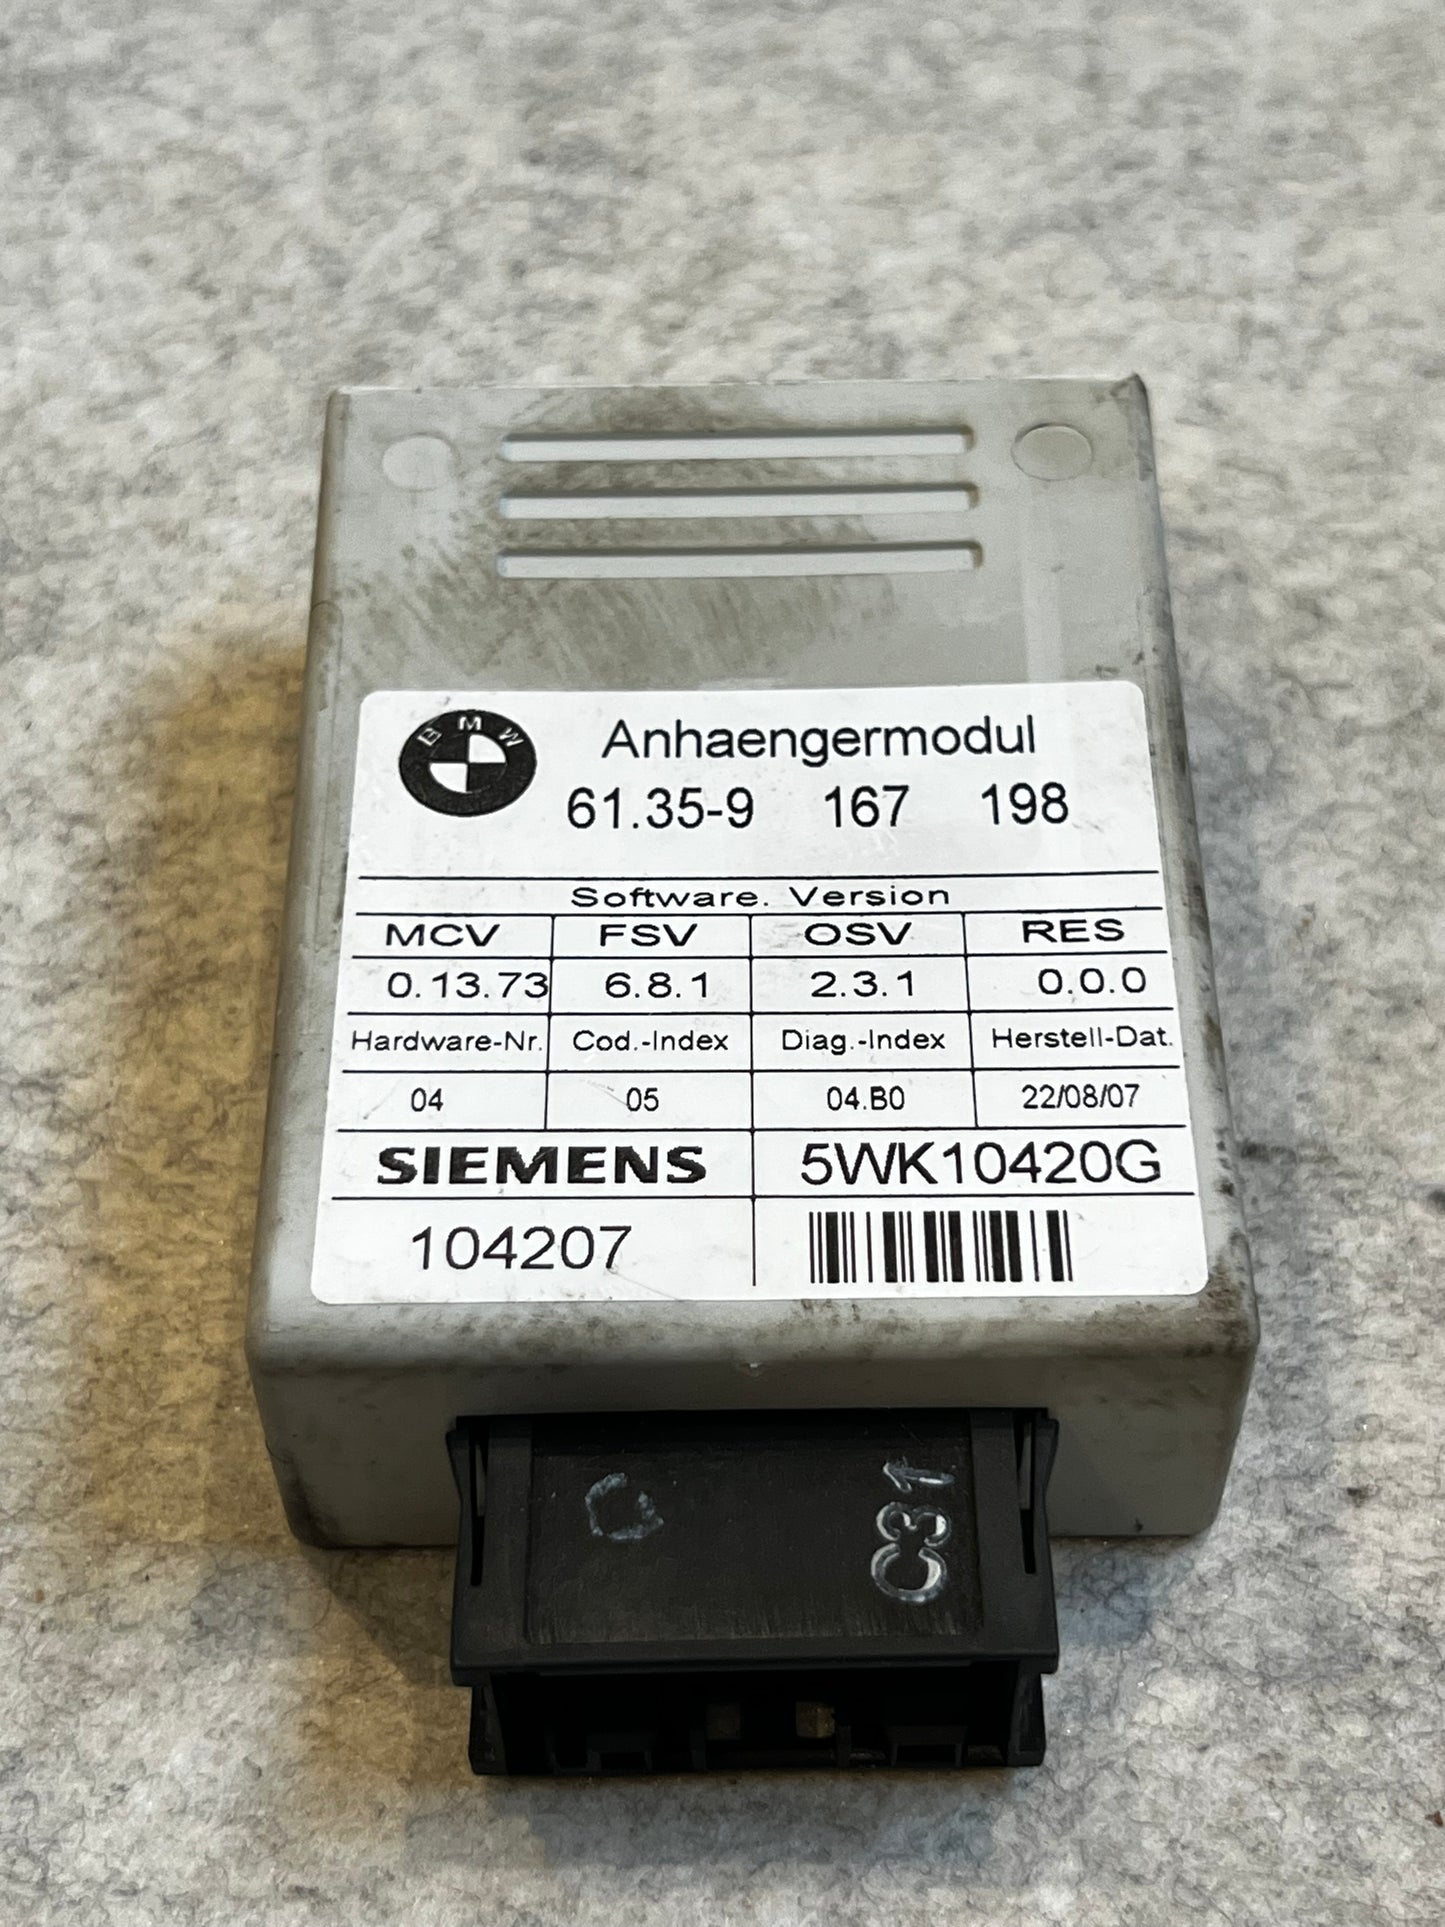 BMW
Anhaengermodul
61.35-9 167 198
Software. Version
MCV FSV OSV RES
0.13.73 6.8.1 2.3.1 0.0.0
Hardware-Nr. Cod.-Index Diag.-Index Herstell-Dat.
04 05 04.B0 22/08/07
SIEMENS 5WK10420G
104207
C31